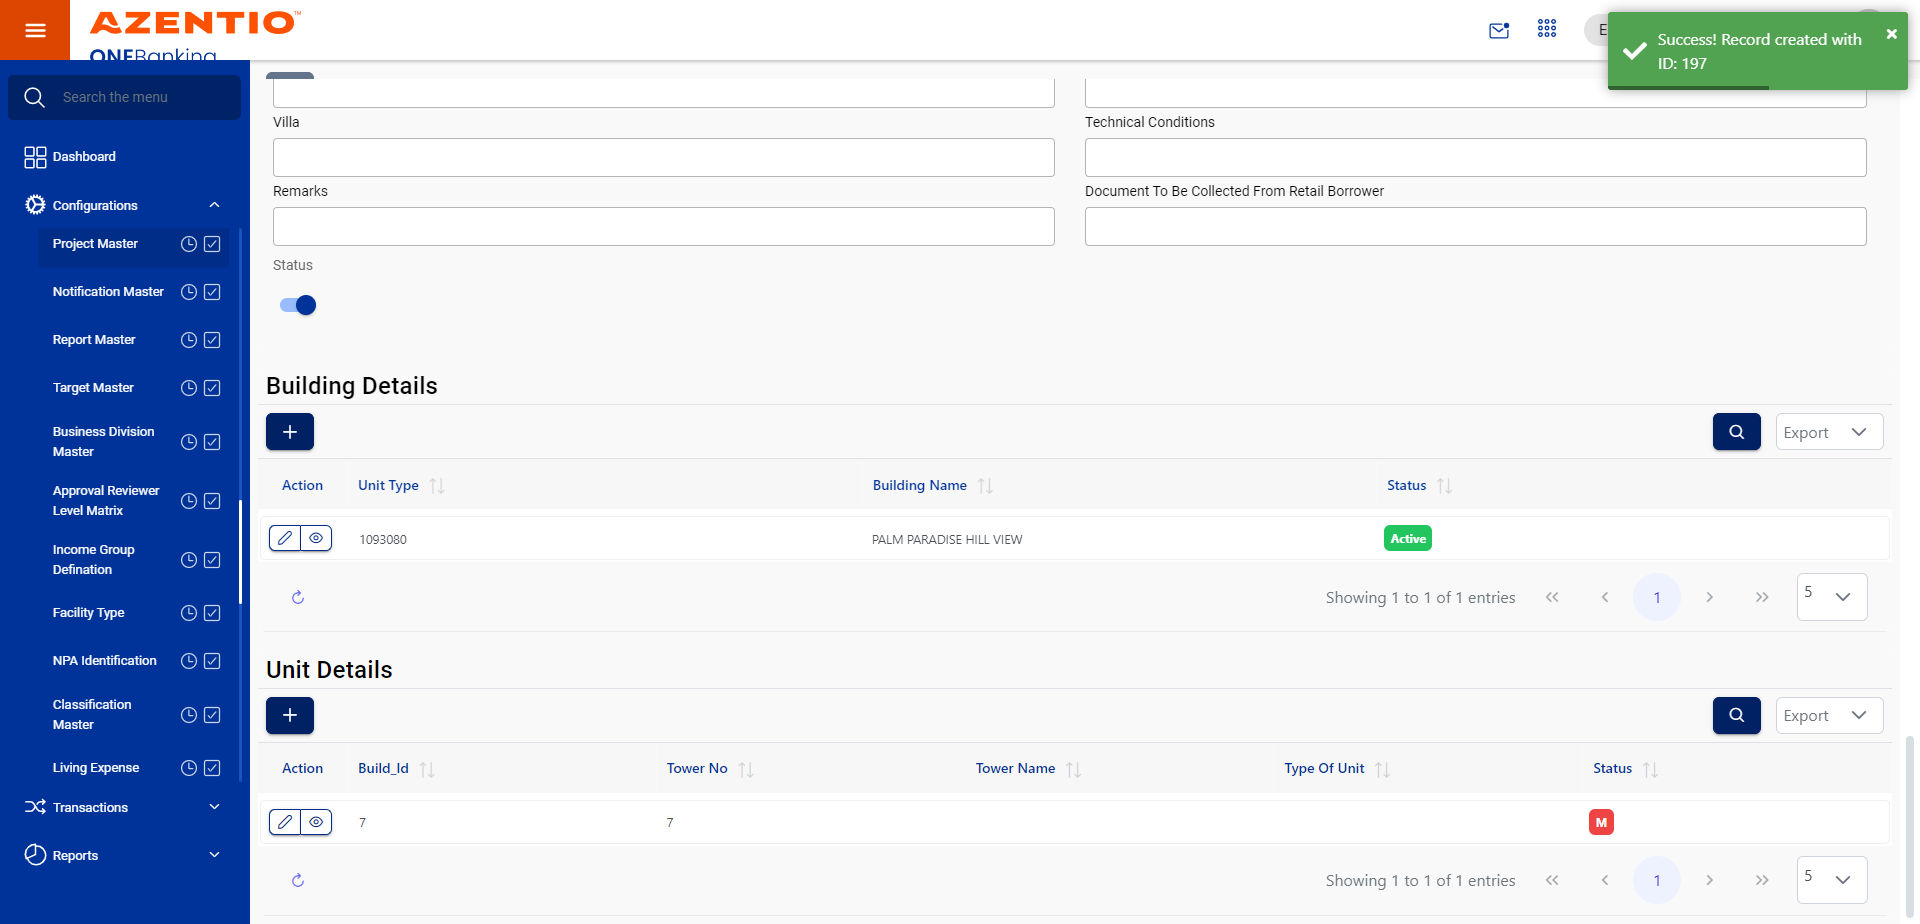 AZENTIO™
ONEBanking
E
Success! Record created with
ID: 197
Search the menu
Dashboard
Configurations
Project Master
Notification Master
Report Master
Target Master
Business Division
Master
Approval Reviewer
Level Matrix
Income Group
Defination
Facility Type
NPA Identification
Classification
Master
Living Expense
Transactions
Reports
Villa
Technical Conditions
Remarks
Document To Be Collected From Retail Borrower
Status
Building Details
Export
Action Unit Type Building Name Status
1093080 PALM PARADISE HILL VIEW Active
Showing 1 to 1 of 1 entries 1 5
Unit Details
Export
Action Build_Id Tower No Tower Name Type Of Unit Status
7 7 M
Showing 1 to 1 of 1 entries 1 5